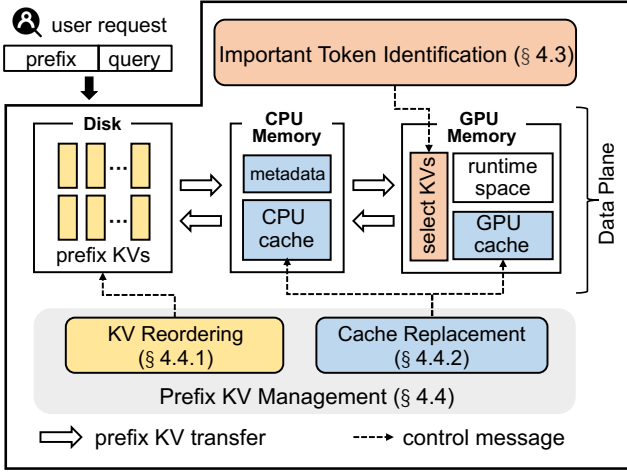 user request
prefix query
Important Token Identification (§ 4.3)
Disk
prefix KVs
CPU
Memory
metadata
CPU
cache
GPU
Memory
select KVs
runtime
space
GPU
cache
Data Plane
KV Reordering
(§ 4.4.1)
Cache Replacement
(§ 4.4.2)
Prefix KV Management (§ 4.4)
prefix KV transfer
control message